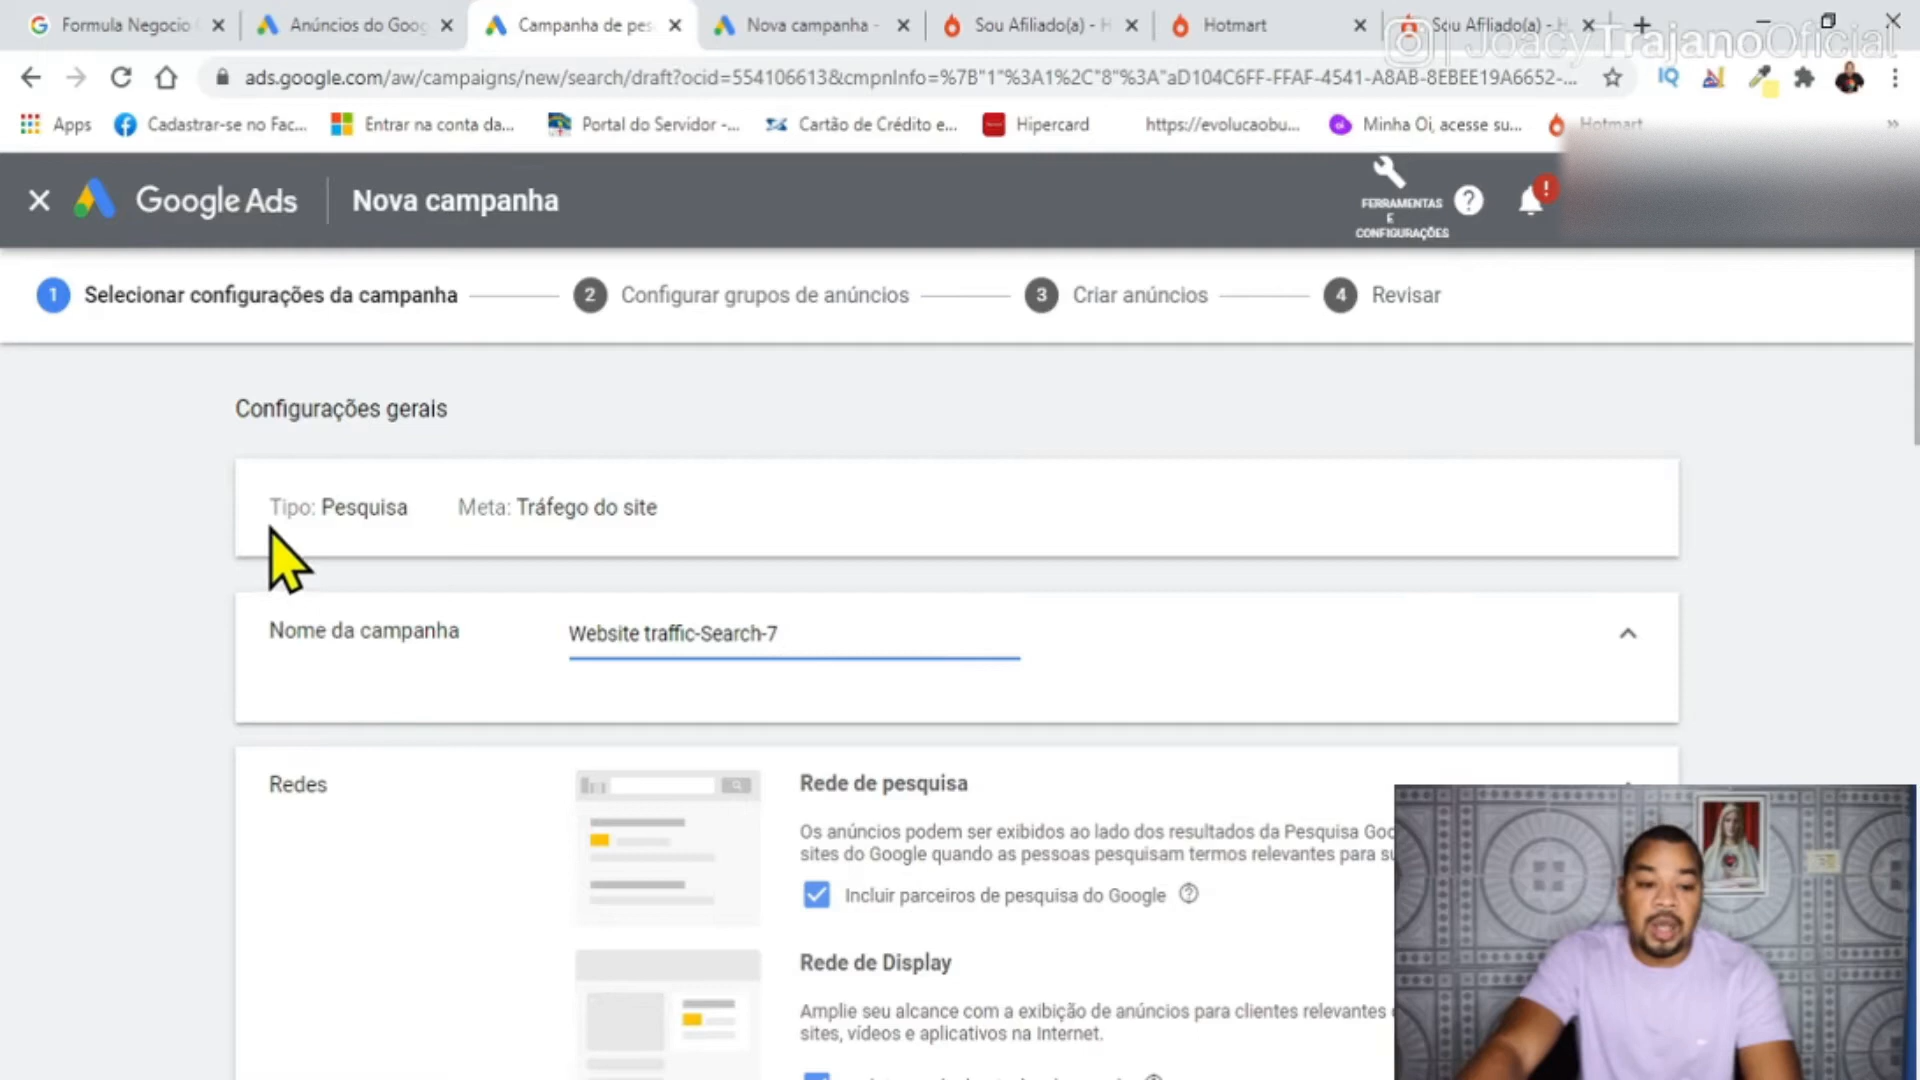 Formula Negocio
Anúncios do Goog
Campanha de pes
Nova campanha -
Sou Afiliado(a) - H
Hotmart
Sou Afiliado(a) - H
JoacyTrajanoOficial
ads.google.com/aw/campaigns/new/search/draft?ocid=554106613&cmpnInfo=%7B"1"%3A1%2C"8"%3A"aD104C6FF-FFAF-4541-A8AB-8EBEE19A6652-...
Apps
Cadastrar-se no Fac...
Entrar na conta da...
Portal do Servidor -...
Cartão de Crédito e...
Hipercard
https://evolucaobu...
Minha Oi, acesse su...
Hotmart
Google Ads
Nova campanha
FERRAMENTAS
E
CONFIGURAÇÕES
1 Selecionar configurações da campanha
2 Configurar grupos de anúncios
3 Criar anúncios
4 Revisar
Configurações gerais
Tipo: Pesquisa Meta: Tráfego do site
Nome da campanha
Website traffic-Search-7
Redes
Rede de pesquisa
Os anúncios podem ser exibidos ao lado dos resultados da Pesquisa Goo
sites do Google quando as pessoas pesquisam termos relevantes para su
Incluir parceiros de pesquisa do Google
Rede de Display
Amplie seu alcance com a exibição de anúncios para clientes relevantes
sites, vídeos e aplicativos na Internet.